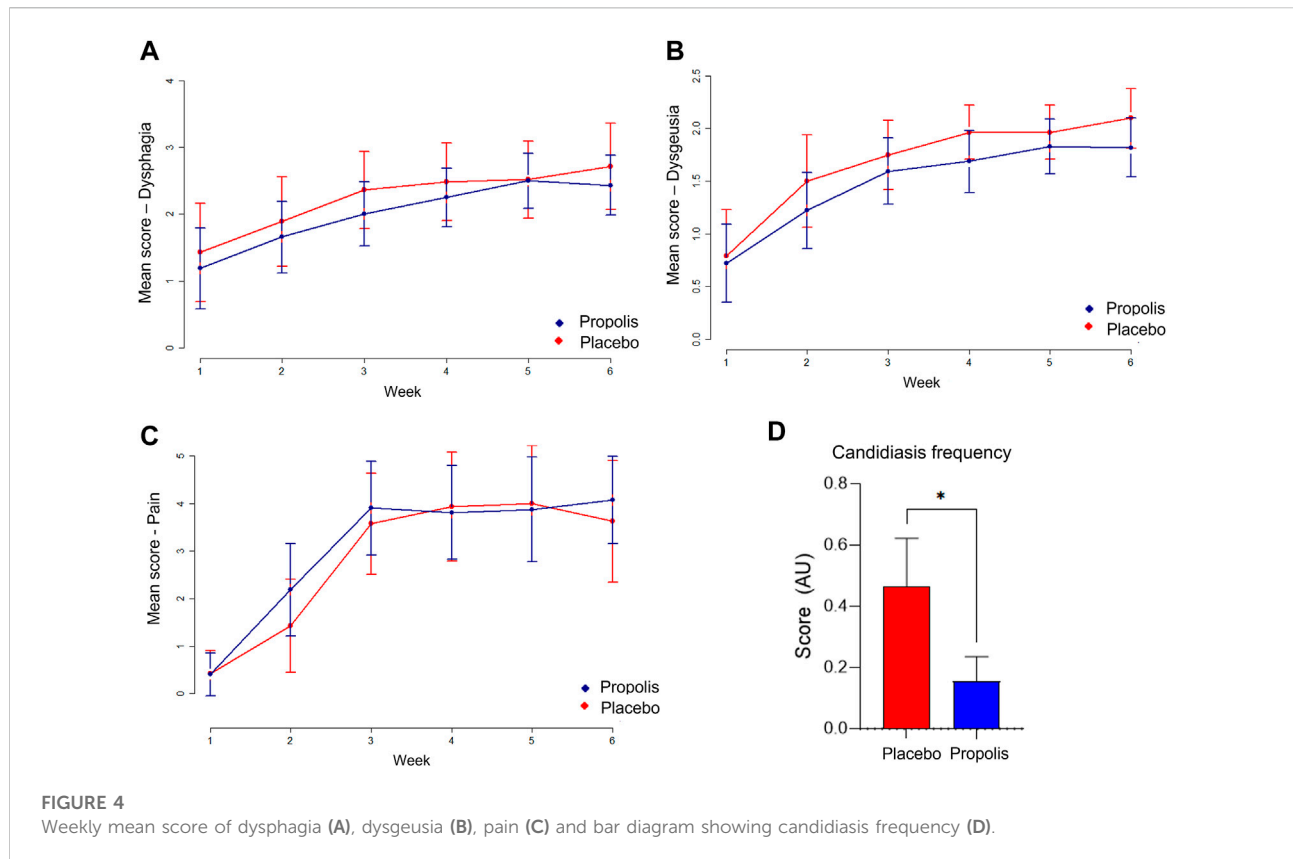 A
Mean score – Dysphagia
4
3
2
1
0
1 2 3 4 5 6
Week
Propolis
Placebo
B
Mean score – Dysgeusia
2.5
2.0
1.5
1.0
0.5
0.0
1 2 3 4 5 6
Week
Propolis
Placebo
C
Mean score - Pain
5
4
3
2
1
0
1 2 3 4 5 6
Week
Propolis
Placebo
D
Candidiasis frequency
Score (AU)
0.8
0.6
0.4
0.2
0.0
*
Placebo Propolis
FIGURE 4
Weekly mean score of dysphagia (A), dysgeusia (B), pain (C) and bar diagram showing candidiasis frequency (D).